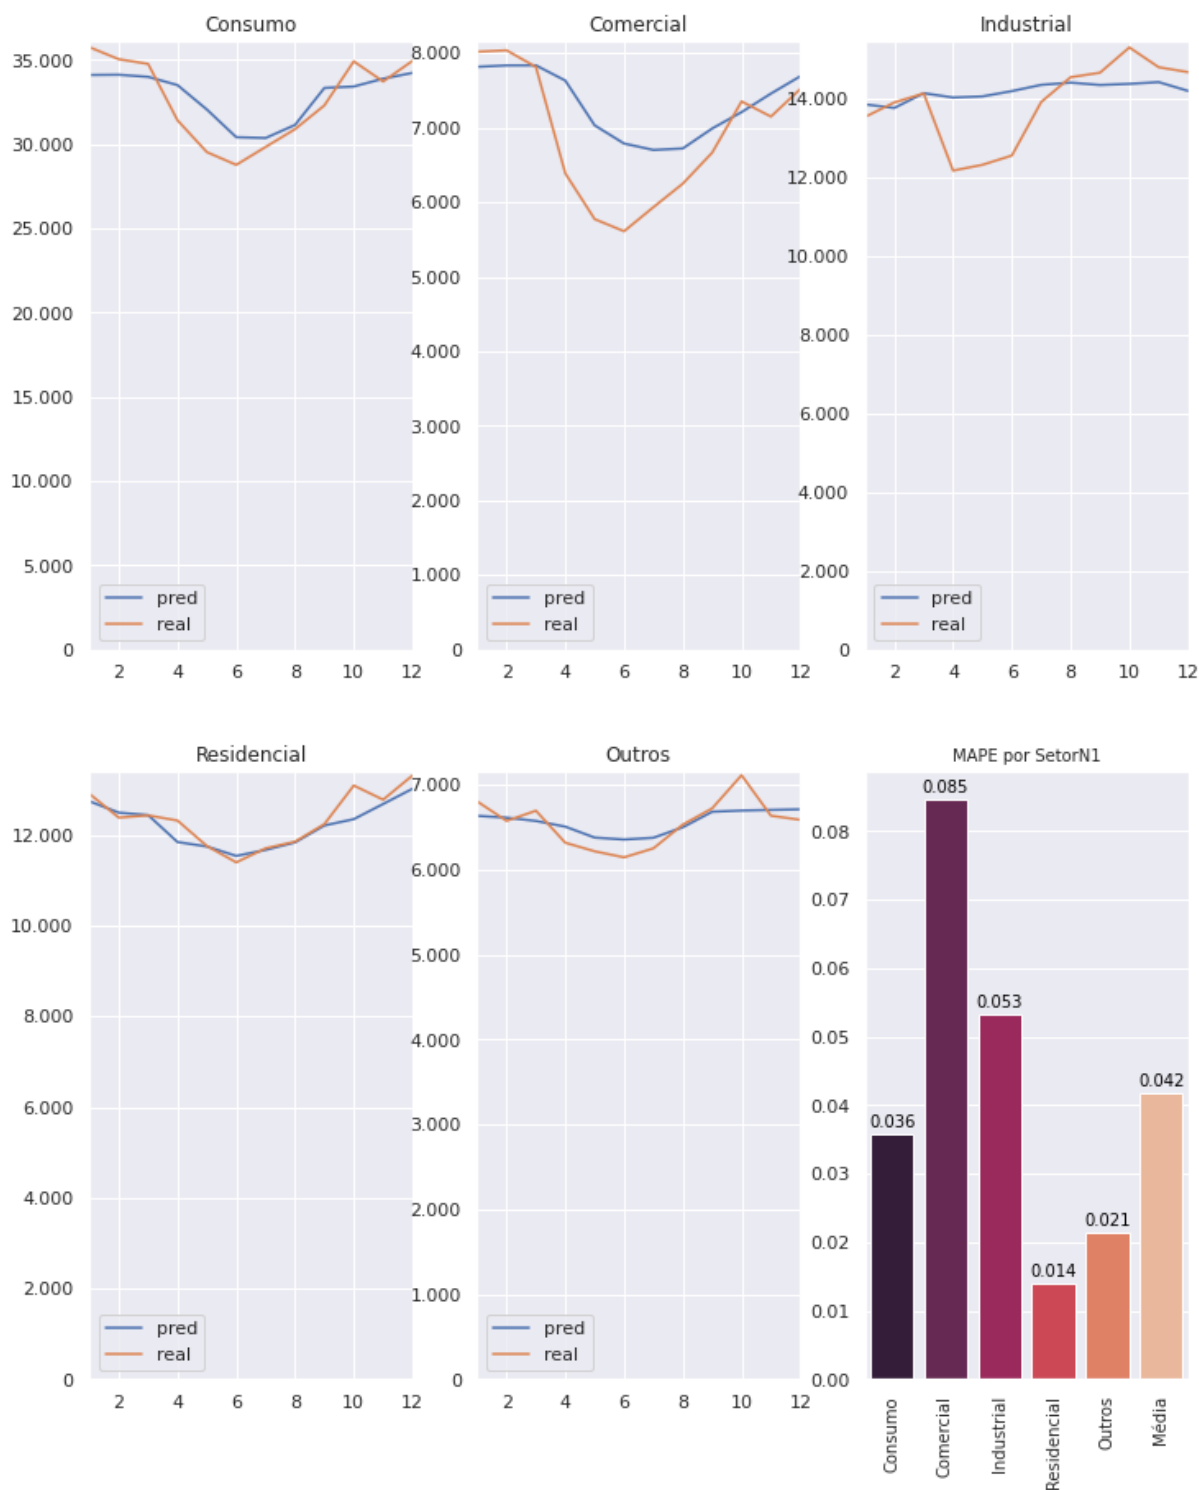 Consumo
35.000
30.000
25.000
20.000
15.000
10.000
5.000
0
pred
real
2 4 6 8 10 12
Comercial
8.000
7.000
6.000
5.000
4.000
3.000
2.000
1.000
0
pred
real
2 4 6 8 10 12
Industrial
14.000
12.000
10.000
8.000
6.000
4.000
2.000
0
pred
real
2 4 6 8 10 12
Residencial
12.000
10.000
8.000
6.000
4.000
2.000
0
pred
real
2 4 6 8 10 12
Outros
7.000
6.000
5.000
4.000
3.000
2.000
1.000
0
pred
real
2 4 6 8 10 12
MAPE por SetorN1
0.08
0.07
0.06
0.05
0.04
0.03
0.02
0.01
0.00
0.036
0.085
0.053
0.014
0.021
0.042
Consumo
Comercial
Industrial
Residencial
Outros
Média